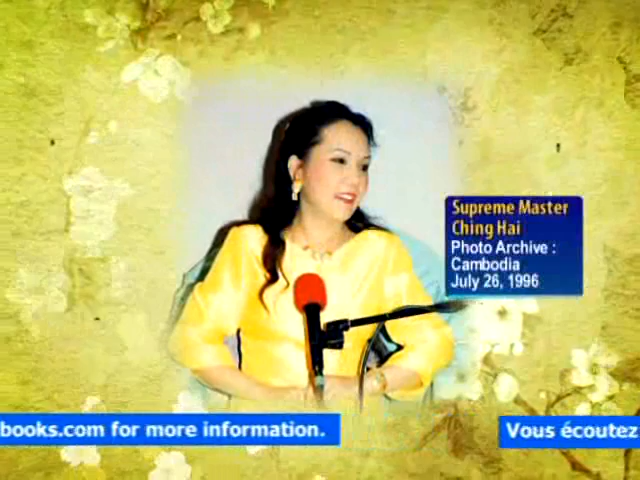 Supreme Master
Ching Hai
Photo Archive :
Cambodia
July 26, 1996
books.com for more information.
Vous écoutez